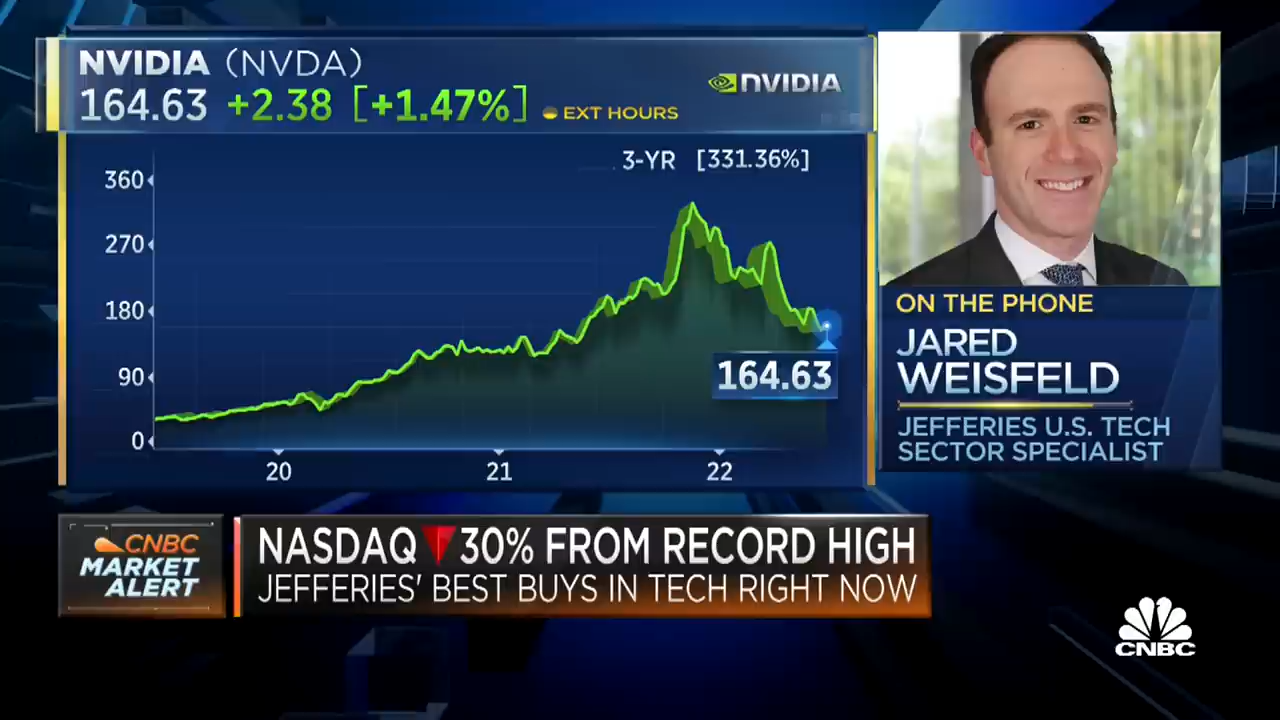 NVIDIA (NVDA)
164.63 +2.38 [+1.47%] EXT HOURS
NVIDIA
3-YR [331.36%]
360
270
180
90
0
164.63
20 21 22
ON THE PHONE
JARED
WEISFELD
JEFFERIES U.S. TECH
SECTOR SPECIALIST
CNBC
MARKET
ALERT
NASDAQ 30% FROM RECORD HIGH
JEFFERIES' BEST BUYS IN TECH RIGHT NOW
CNBC